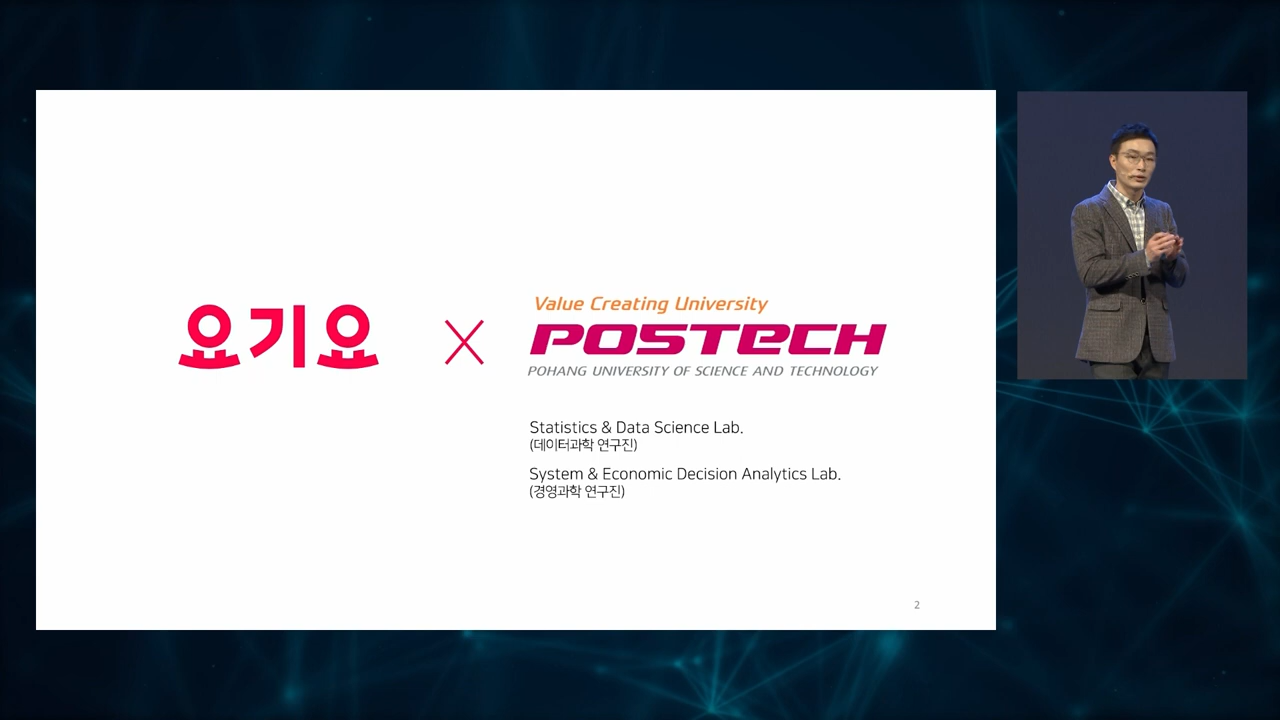 요기요
Value Creating University
POSTECH
POHANG UNIVERSITY OF SCIENCE AND TECHNOLOGY
Statistics & Data Science Lab.
(데이터과학 연구진)
System & Economic Decision Analytics Lab.
(경영과학 연구진)
2